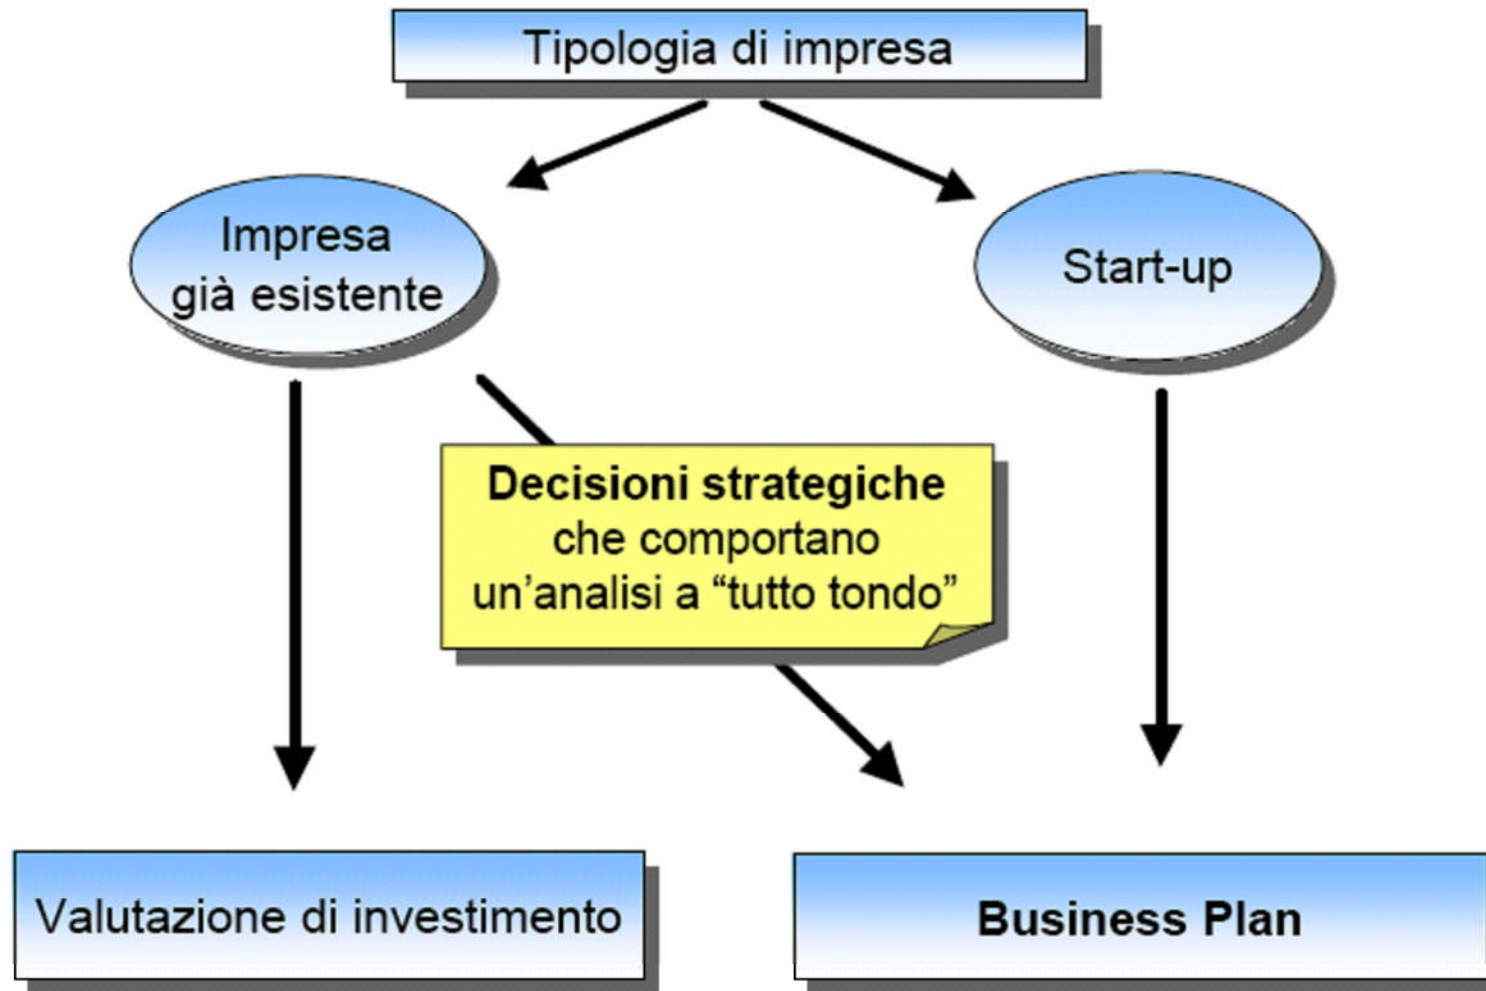 Tipologia di impresa
Impresa
già esistente
Start-up
Decisioni strategiche
che comportano
un’analisi a “tutto tondo”
Valutazione di investimento
Business Plan